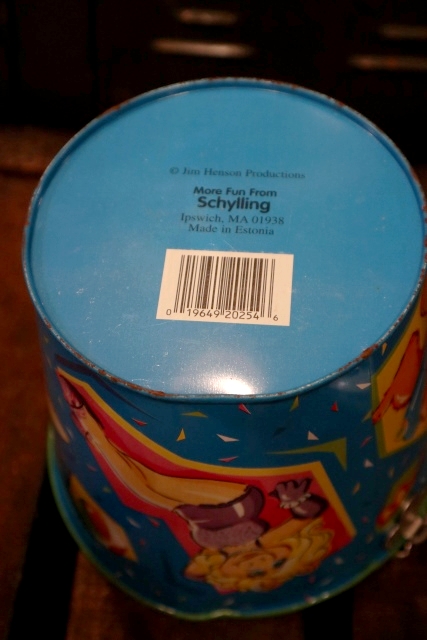 © Jim Henson Productions
More Fun From
Schylling
Ipswich, MA 01938
Made in Estonia
0 19649 20254 6